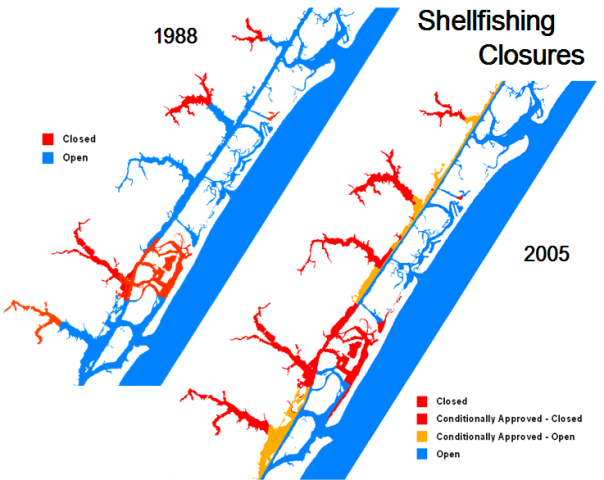 1988
Shellfishing
Closures
Closed
Open
2005
Closed
Conditionally Approved - Closed
Conditionally Approved - Open
Open